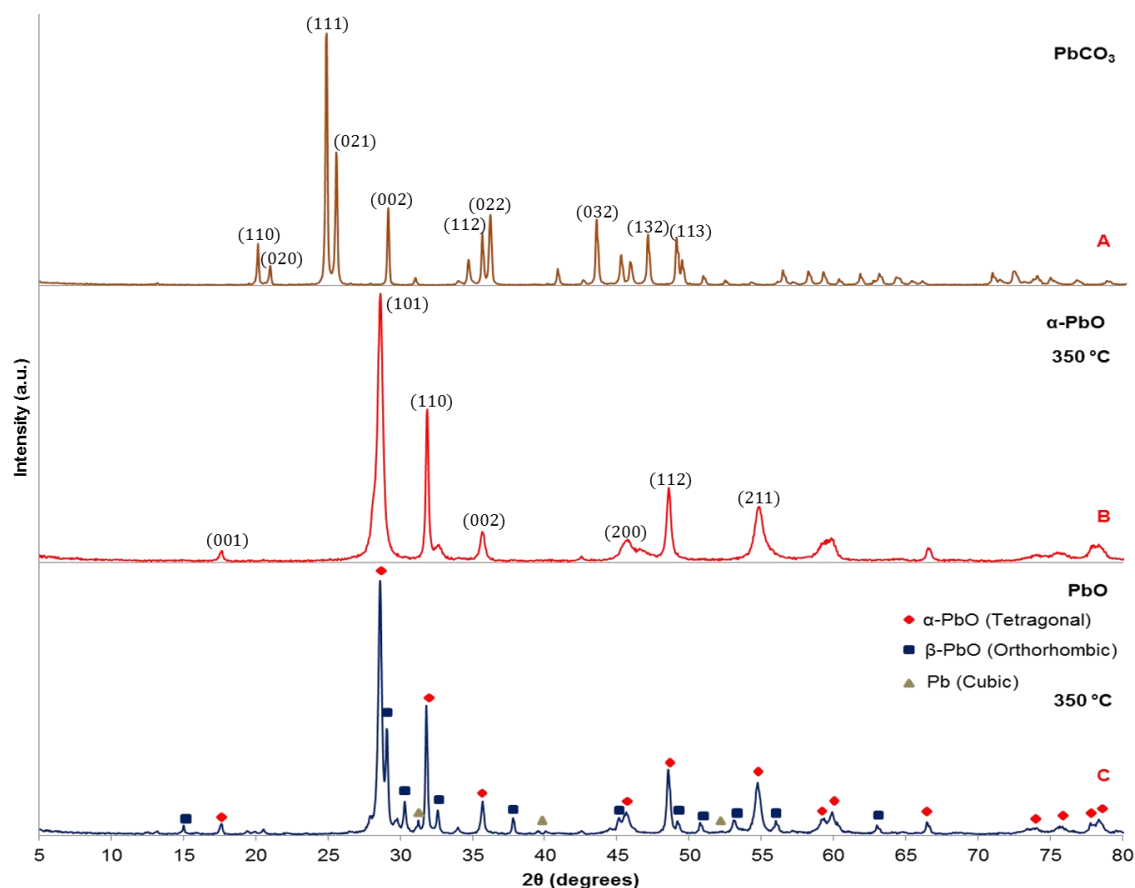 (111)
PbCO₃
(021)
(002)
(022)
(112)
(032)
(132)
(113)
(110)
(020)
A
(101)
α-PbO
350 °C
(110)
(112)
(211)
(002)
(200)
(001)
B
PbO
α-PbO (Tetragonal)
β-PbO (Orthorhombic)
Pb (Cubic)
350 °C
C
Intensity (a.u.)
5 10 15 20 25 30 35 40 45 50 55 60 65 70 75 80
2θ (degrees)